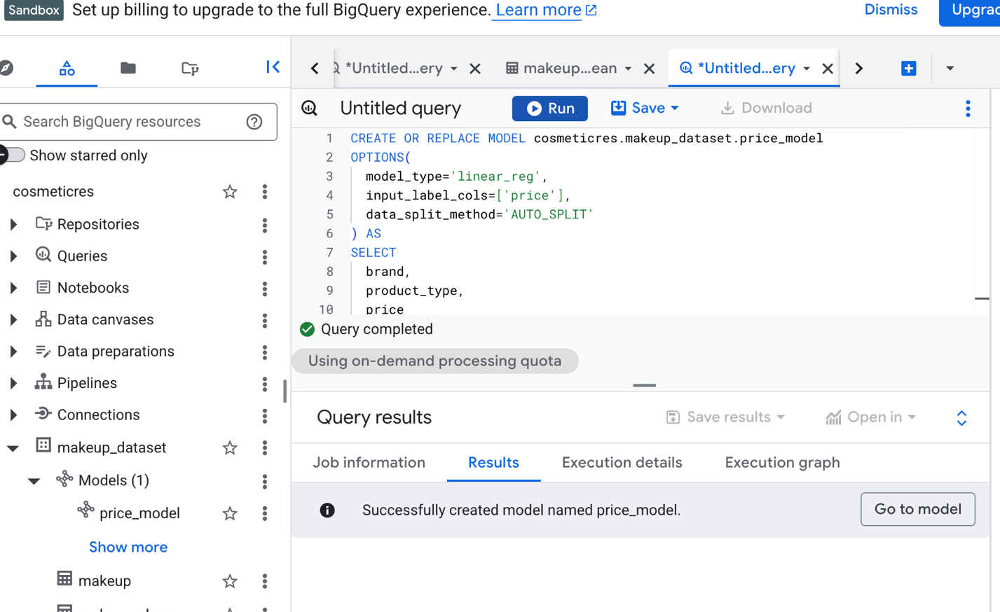 Sandbox Set up billing to upgrade to the full BigQuery experience. Learn more
Dismiss
*Untitled...ery
makeup...ean
*Untitled...ery
Search BigQuery resources
Show starred only
cosmeticres
Repositories
Queries
Notebooks
Data canvases
Data preparations
Pipelines
Connections
makeup_dataset
Models (1)
price_model
Show more
makeup
Untitled query
Run
Save
Download
1 CREATE OR REPLACE MODEL cosmeticres.makeup_dataset.price_model
2 OPTIONS(
3 model_type='linear_reg',
4 input_label_cols=['price'],
5 data_split_method='AUTO_SPLIT'
6 ) AS
7 SELECT
8 brand,
9 product_type,
10 price
Query completed
Using on-demand processing quota
Query results
Save results
Open in
Job information
Results
Execution details
Execution graph
Successfully created model named price_model.
Go to model